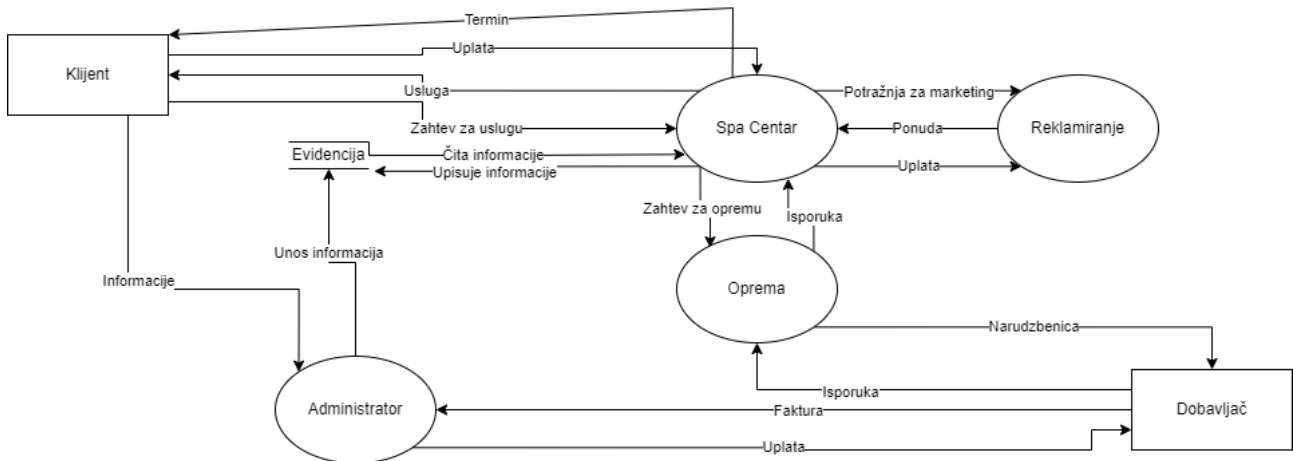 Termin
Uplata
Klijent
Usluga
Potražnja za marketing
Zahtev za uslugu
Spa Centar
Ponuda
Reklamiranje
Evidencija
Čita informacije
Upisuje informacije
Uplata
Zahtev za opremu
Isporuka
Unos informacija
Informacije
Oprema
Narudzbenica
Isporuka
Administrator
Faktura
Dobavljač
Uplata